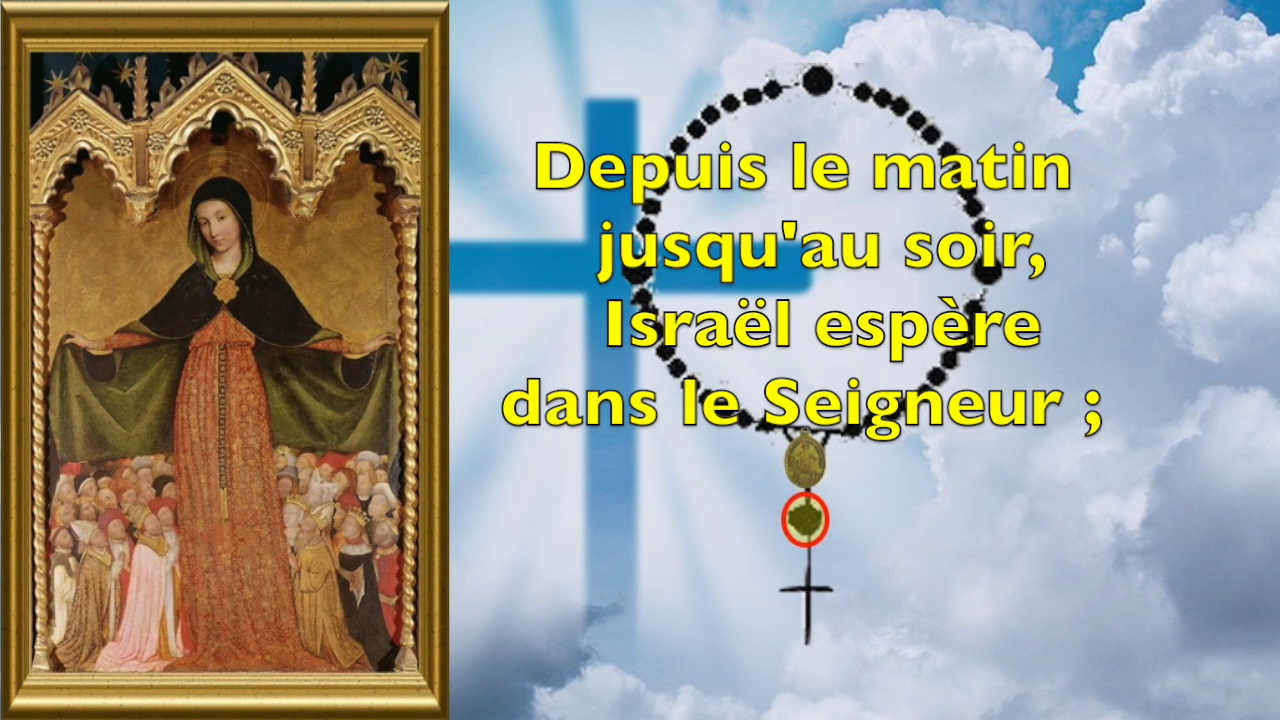 Depuis le matin
jusqu'au soir,
Israël espère
dans le Seigneur ;